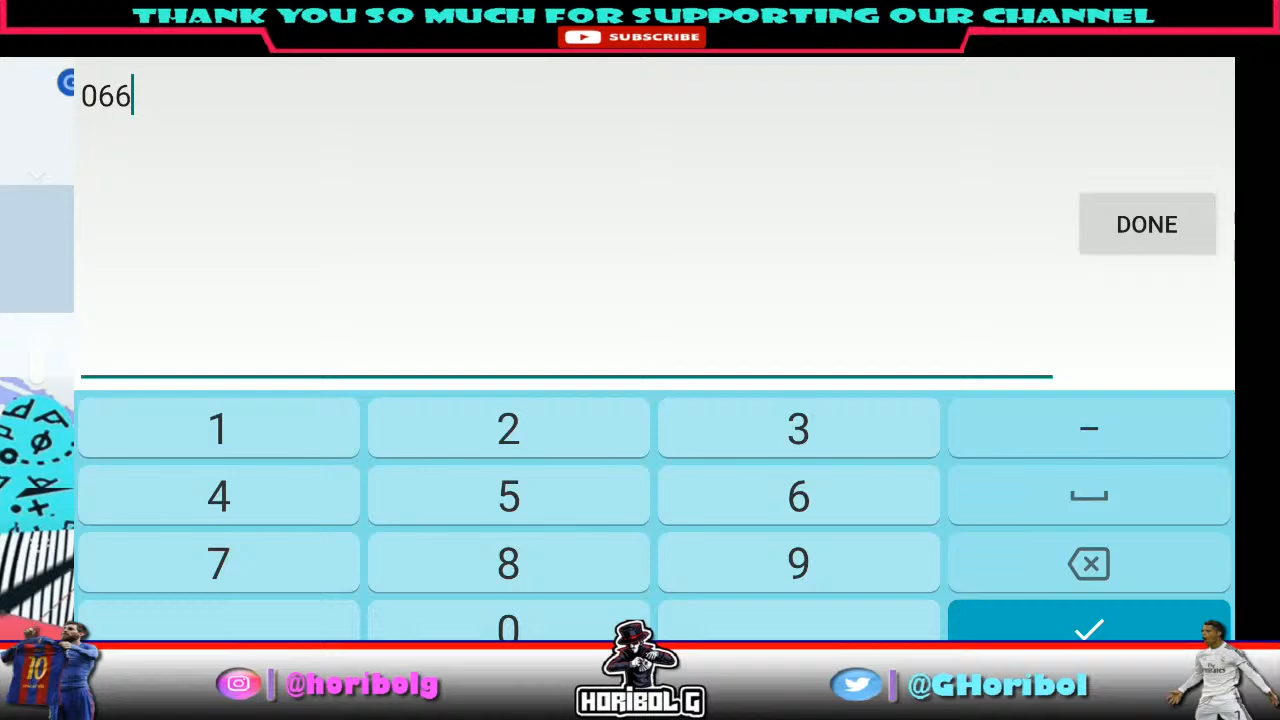 THANK YOU SO MUCH FOR SUPPORTING OUR CHANNEL
SUBSCRIBE
066
DONE
1 2 3 –
4 5 6
7 8 9
0
10
@horibolg
HORIBOL G
@GHoribol